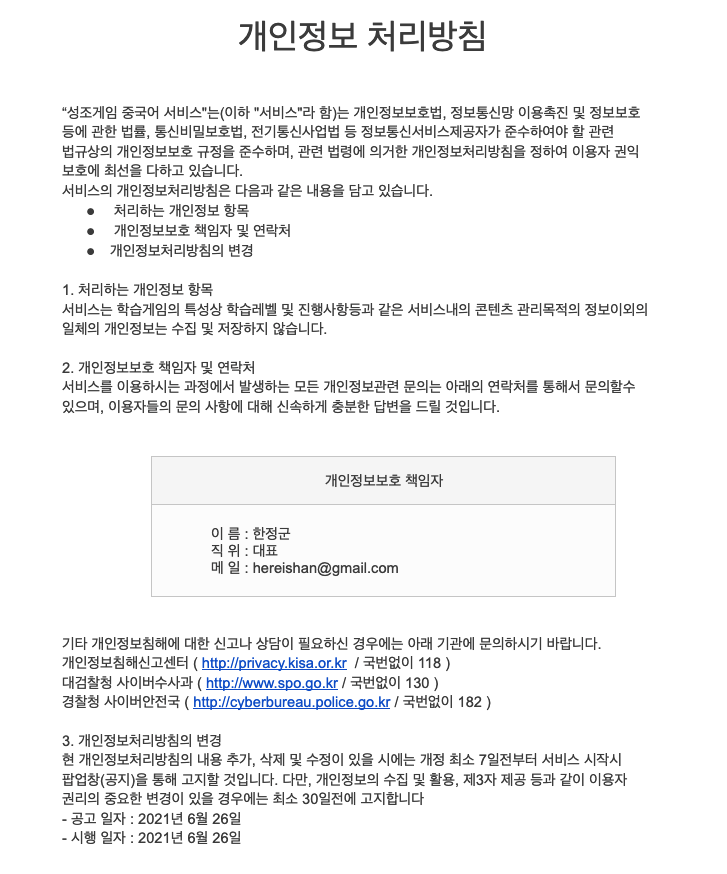 개인정보 처리방침
“성조게임 중국어 서비스"는(이하 "서비스"라 함)는 개인정보보호법, 정보통신망 이용촉진 및 정보보호
등에 관한 법률, 통신비밀보호법, 전기통신사업법 등 정보통신서비스제공자가 준수하여야 할 관련
법규상의 개인정보보호 규정을 준수하며, 관련 법령에 의거한 개인정보처리방침을 정하여 이용자 권익
보호에 최선을 다하고 있습니다.
서비스의 개인정보처리방침은 다음과 같은 내용을 담고 있습니다.
● 처리하는 개인정보 항목
● 개인정보보호 책임자 및 연락처
● 개인정보처리방침의 변경
1. 처리하는 개인정보 항목
서비스는 학습게임의 특성상 학습레벨 및 진행사항등과 같은 서비스내의 콘텐츠 관리목적의 정보이외의
일체의 개인정보는 수집 및 저장하지 않습니다.
2. 개인정보보호 책임자 및 연락처
서비스를 이용하시는 과정에서 발생하는 모든 개인정보관련 문의는 아래의 연락처를 통해서 문의할수
있으며, 이용자들의 문의 사항에 대해 신속하게 충분한 답변을 드릴 것입니다.
개인정보보호 책임자
이 름 : 한정군
직 위 : 대표
메 일 : hereishan@gmail.com
기타 개인정보침해에 대한 신고나 상담이 필요하신 경우에는 아래 기관에 문의하시기 바랍니다.
개인정보침해신고센터 ( http://privacy.kisa.or.kr / 국번없이 118 )
대검찰청 사이버수사과 ( http://www.spo.go.kr / 국번없이 130 )
경찰청 사이버안전국 ( http://cyberbureau.police.go.kr / 국번없이 182 )
3. 개인정보처리방침의 변경
현 개인정보처리방침의 내용 추가, 삭제 및 수정이 있을 시에는 개정 최소 7일전부터 서비스 시작시
팝업창(공지)을 통해 고지할 것입니다. 다만, 개인정보의 수집 및 활용, 제3자 제공 등과 같이 이용자
권리의 중요한 변경이 있을 경우에는 최소 30일전에 고지합니다
- 공고 일자 : 2021년 6월 26일
- 시행 일자 : 2021년 6월 26일